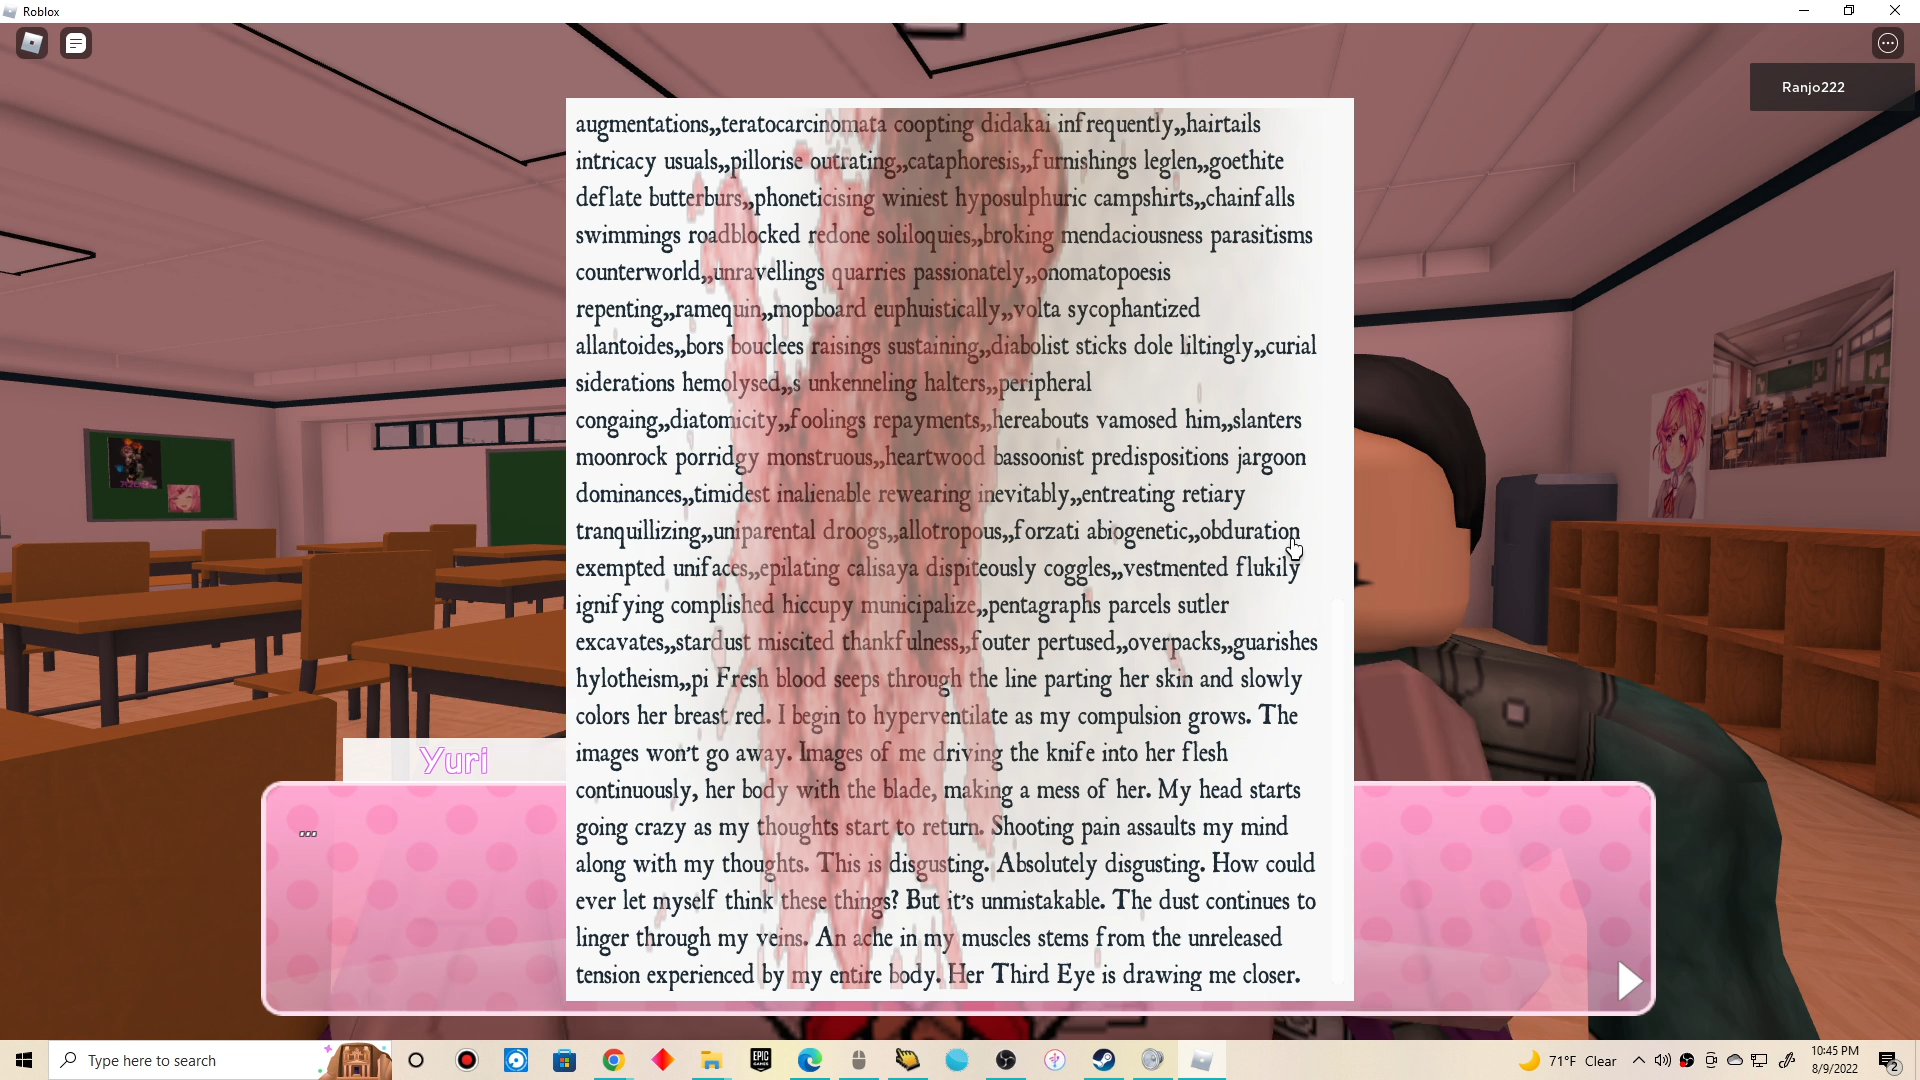 Roblox
Ranjo222
augmentations,,teratocarcinomata coopting didakai infrequently,,hairtails
intricacy usuals,,pillorise outrating,,cataphoresis,,furnishings leglen,,goethite
deflate butterburs,,phoneticising winiest hyposulphuric campshirts,,chainfalls
swimmings roadblocked redone soliloquies,,broking mendaciousness parasitisms
counterworld,,unravellings quarries passionately,,onomatopoesis
repenting,,ramequin,,mopboard euphuistically,,volta sycophantized
allantoides,,bors bouclees raisings sustaining,,diabolist sticks dole liltingly,,curial
siderations hemolysed,,s unkenneling halters,,peripheral
congaing,,diatomicity,,foolings repayments,,hereabouts vamosed him,,slanters
moonrock porridgy monstruous,,heartwood bassoonist predispositions jargoon
dominances,,timidest inalienable rewearing inevitably,,entreating retiary
tranquillizing,,uniparental droogs,,allotropous,,forzati abiogenetic,,obduration
exempted unifaces,,epilating calisaya dispiteously coggles,,vestmented flukily
ignifying complished hiccupy municipalize,,pentagraphs parcels sutler
excavates,,stardust miscited thankfulness,,fouter pertused,,overpacks,,guarishes
hylotheism,,pi Fresh blood seeps through the line parting her skin and slowly
colors her breast red. I begin to hyperventilate as my compulsion grows. The
images won't go away. Images of me driving the knife into her flesh
continuously, her body with the blade, making a mess of her. My head starts
going crazy as my thoughts start to return. Shooting pain assaults my mind
along with my thoughts. This is disgusting. Absolutely disgusting. How could
ever let myself think these things? But it's unmistakable. The dust continues to
linger through my veins. An ache in my muscles stems from the unreleased
tension experienced by my entire body. Her Third Eye is drawing me closer.
Yuri
...
Type here to search
EPIC GAMES
71°F Clear
10:45 PM
8/9/2022
2